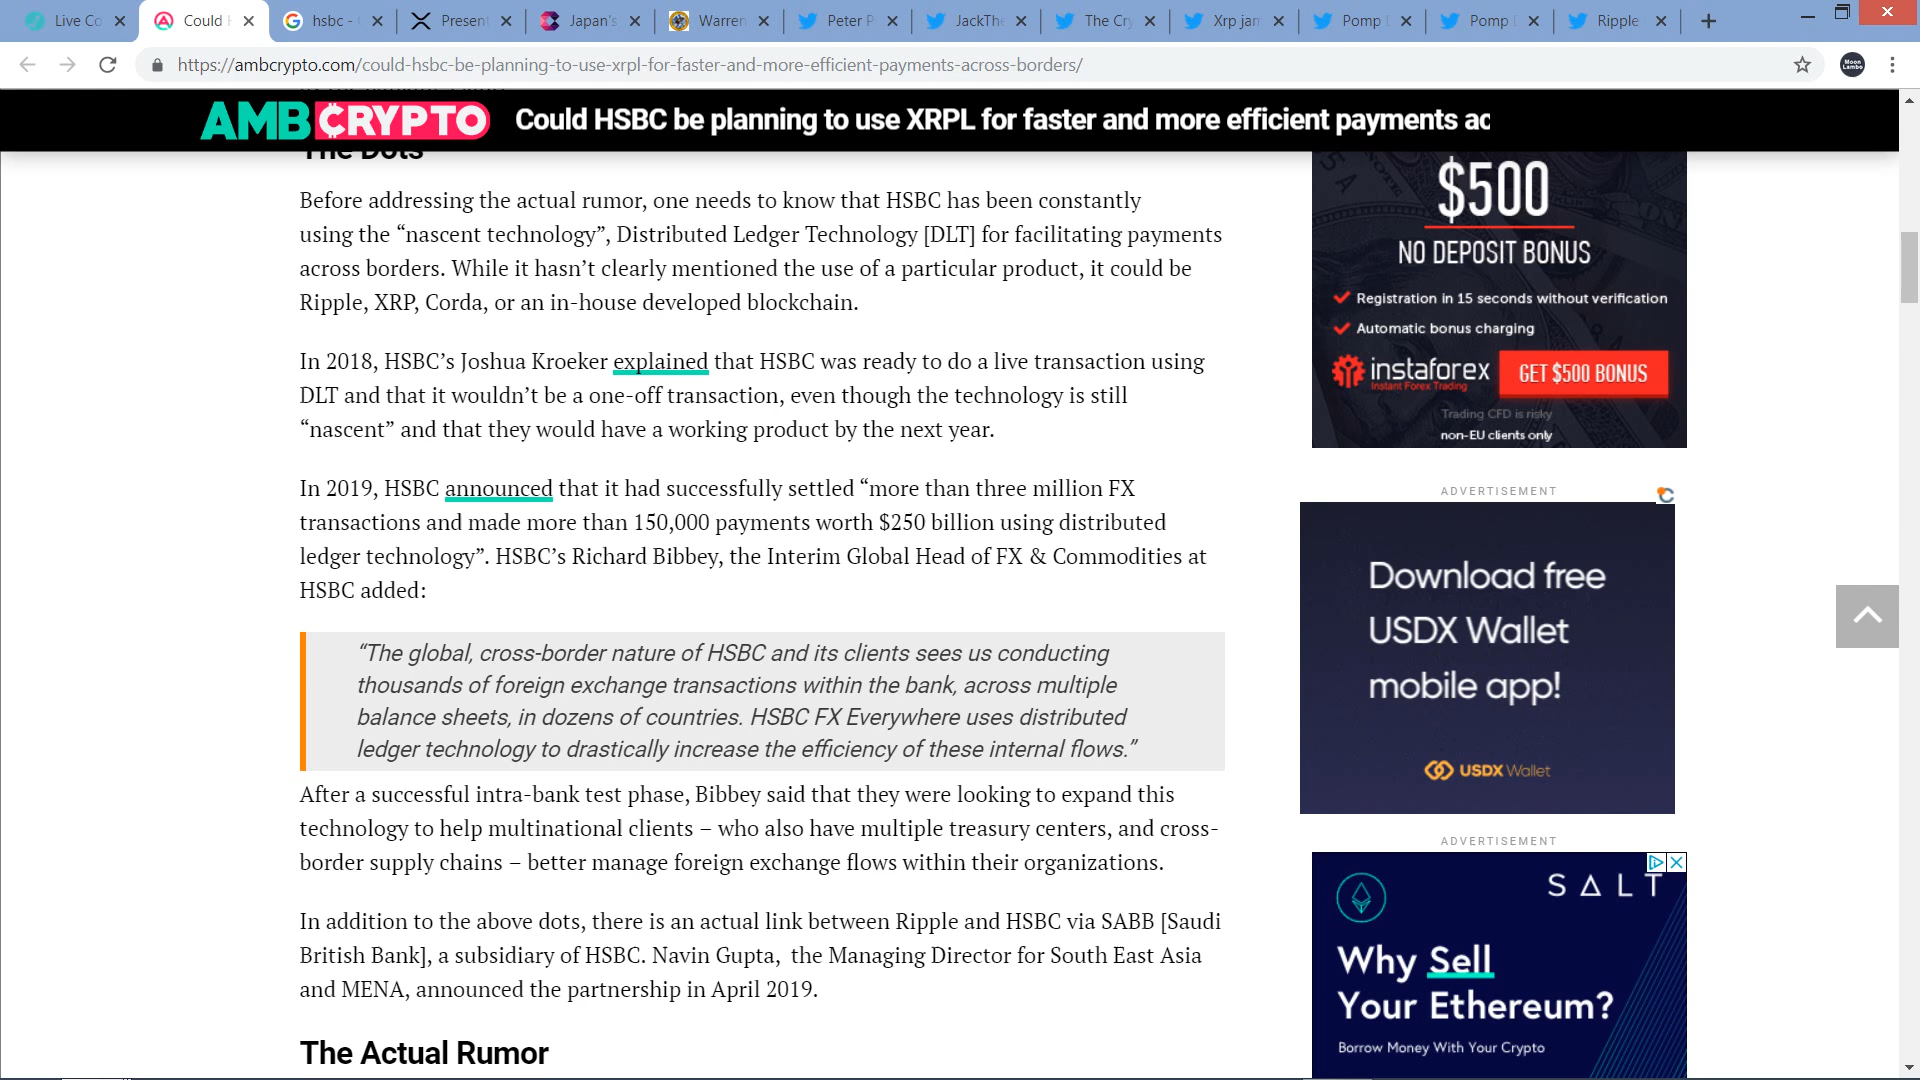 Live Co
Could H
hsbc -
Present
Japan's
Warren
Peter P
JackThe
The Cry
Xrp jam
Pomp
Pomp
Ripple
https://ambcrypto.com/could-hsbc-be-planning-to-use-xrpl-for-faster-and-more-efficient-payments-across-borders/
AMBCRYPTO
Could HSBC be planning to use XRPL for faster and more efficient payments ac
The Dots
Before addressing the actual rumor, one needs to know that HSBC has been constantly
using the “nascent technology”, Distributed Ledger Technology [DLT] for facilitating payments
across borders. While it hasn’t clearly mentioned the use of a particular product, it could be
Ripple, XRP, Corda, or an in-house developed blockchain.
In 2018, HSBC’s Joshua Kroeker explained that HSBC was ready to do a live transaction using
DLT and that it wouldn’t be a one-off transaction, even though the technology is still
“nascent” and that they would have a working product by the next year.
In 2019, HSBC announced that it had successfully settled “more than three million FX
transactions and made more than 150,000 payments worth $250 billion using distributed
ledger technology”. HSBC’s Richard Bibbey, the Interim Global Head of FX & Commodities at
HSBC added:
“The global, cross-border nature of HSBC and its clients sees us conducting
thousands of foreign exchange transactions within the bank, across multiple
balance sheets, in dozens of countries. HSBC FX Everywhere uses distributed
ledger technology to drastically increase the efficiency of these internal flows.”
After a successful intra-bank test phase, Bibbey said that they were looking to expand this
technology to help multinational clients – who also have multiple treasury centers, and cross-
border supply chains – better manage foreign exchange flows within their organizations.
In addition to the above dots, there is an actual link between Ripple and HSBC via SABB [Saudi
British Bank], a subsidiary of HSBC. Navin Gupta,  the Managing Director for South East Asia
and MENA, announced the partnership in April 2019.
The Actual Rumor
$500
NO DEPOSIT BONUS
Registration in 15 seconds without verification
Automatic bonus charging
instaforex
Instant Forex Trading
GET $500 BONUS
Trading CFD is risky
non-EU clients only
ADVERTISEMENT
Download free
USDX Wallet
mobile app!
USDX Wallet
ADVERTISEMENT
SALT
Why Sell
Your Ethereum?
Borrow Money With Your Crypto
Moon
Lambo